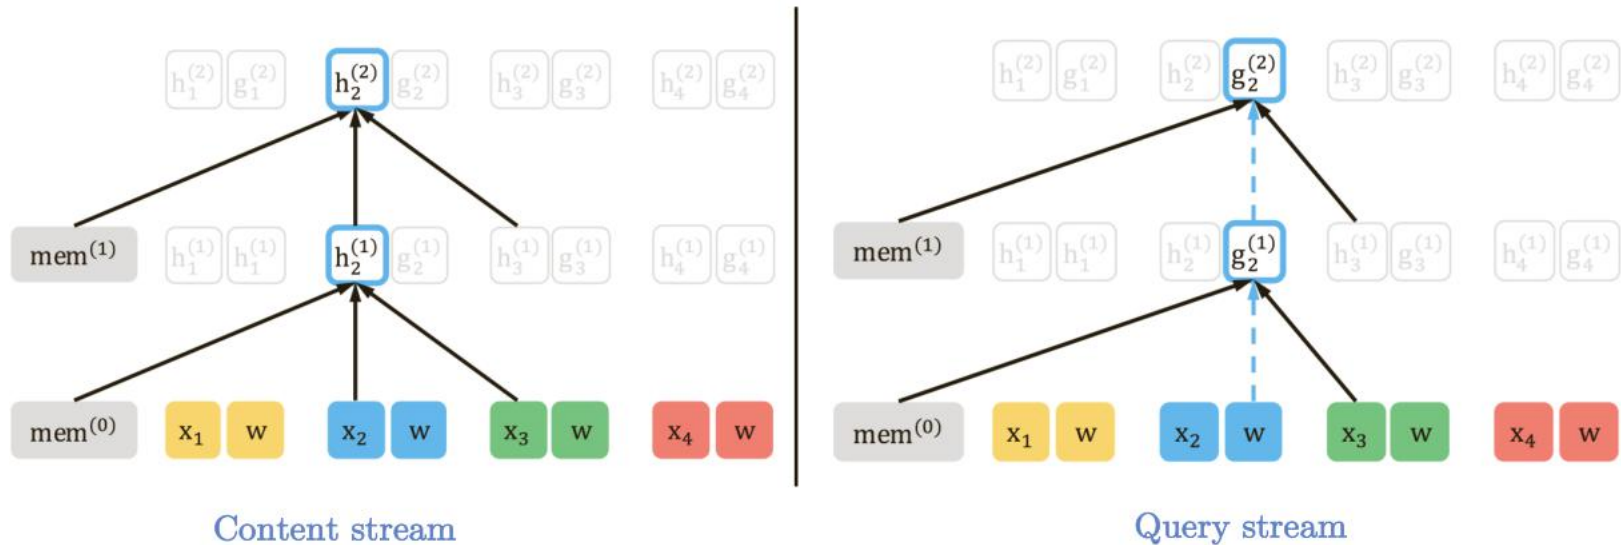 h₁⁽²⁾ g₁⁽²⁾ h₂⁽²⁾ g₂⁽²⁾ h₃⁽²⁾ g₃⁽²⁾ h₄⁽²⁾ g₄⁽²⁾
mem⁽¹⁾ h₁⁽¹⁾ h₁⁽¹⁾ h₂⁽¹⁾ g₂⁽¹⁾ h₃⁽¹⁾ g₃⁽¹⁾ h₄⁽¹⁾ g₄⁽¹⁾
mem⁽⁰⁾ x₁ w x₂ w x₃ w x₄ w
Content stream
h₁⁽²⁾ g₁⁽²⁾ h₂⁽²⁾ g₂⁽²⁾ h₃⁽²⁾ g₃⁽²⁾ h₄⁽²⁾ g₄⁽²⁾
mem⁽¹⁾ h₁⁽¹⁾ h₁⁽¹⁾ h₂⁽¹⁾ g₂⁽¹⁾ h₃⁽¹⁾ g₃⁽¹⁾ h₄⁽¹⁾ g₄⁽¹⁾
mem⁽⁰⁾ x₁ w x₂ w x₃ w x₄ w
Query stream